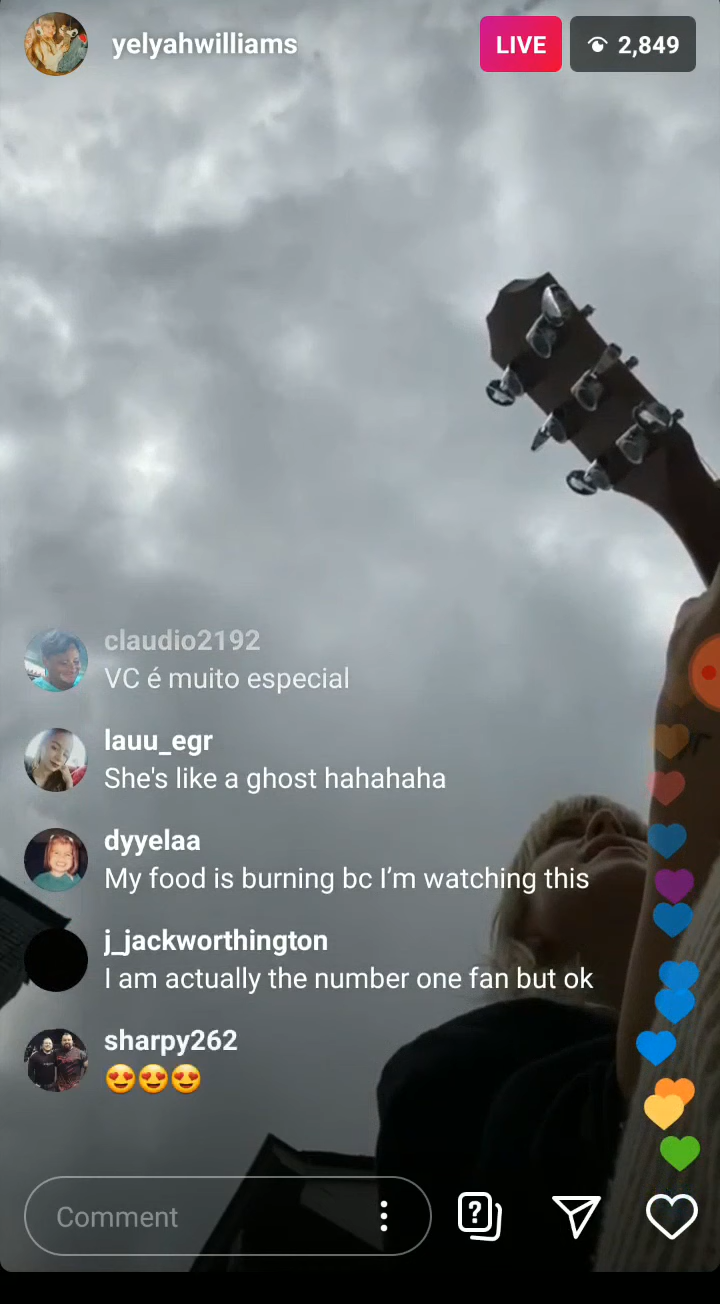 yelyahwilliams
LIVE
2,849
claudio2192
VC é muito especial
lauu_egr
She's like a ghost hahahaha
dyyelaa
My food is burning bc I’m watching this
j_jackworthington
I am actually the number one fan but ok
sharpy262
😍😍😍
Comment
?